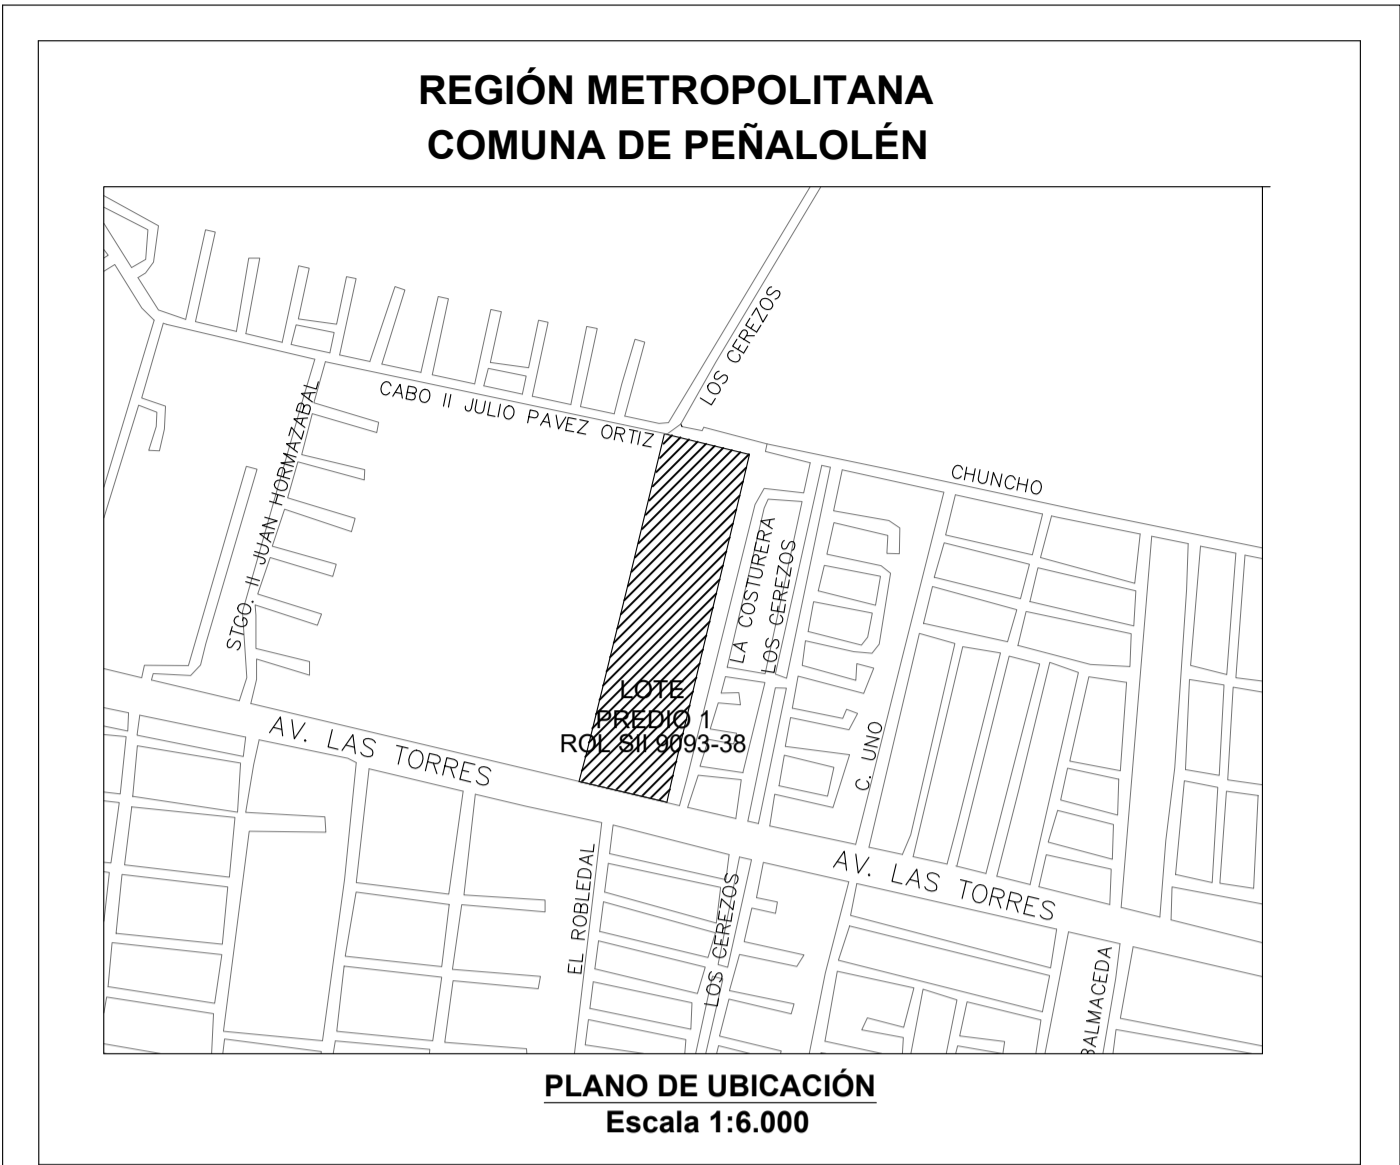 REGIÓN METROPOLITANA
COMUNA DE PEÑALOLÉN
LOS CEREZOS
CABO II JULIO PAVEZ ORTIZ
STGO. II JUAN HORMAZABAL
CHUNCHO
LA COSTURERA
LOS CEREZOS
LOTE
PREDIO 1
ROL SII 9093-38
C. UNO
AV. LAS TORRES
AV. LAS TORRES
EL ROBLEDAL
LOS CEREZOS
BALMACEDA
PLANO DE UBICACIÓN
Escala 1:6.000